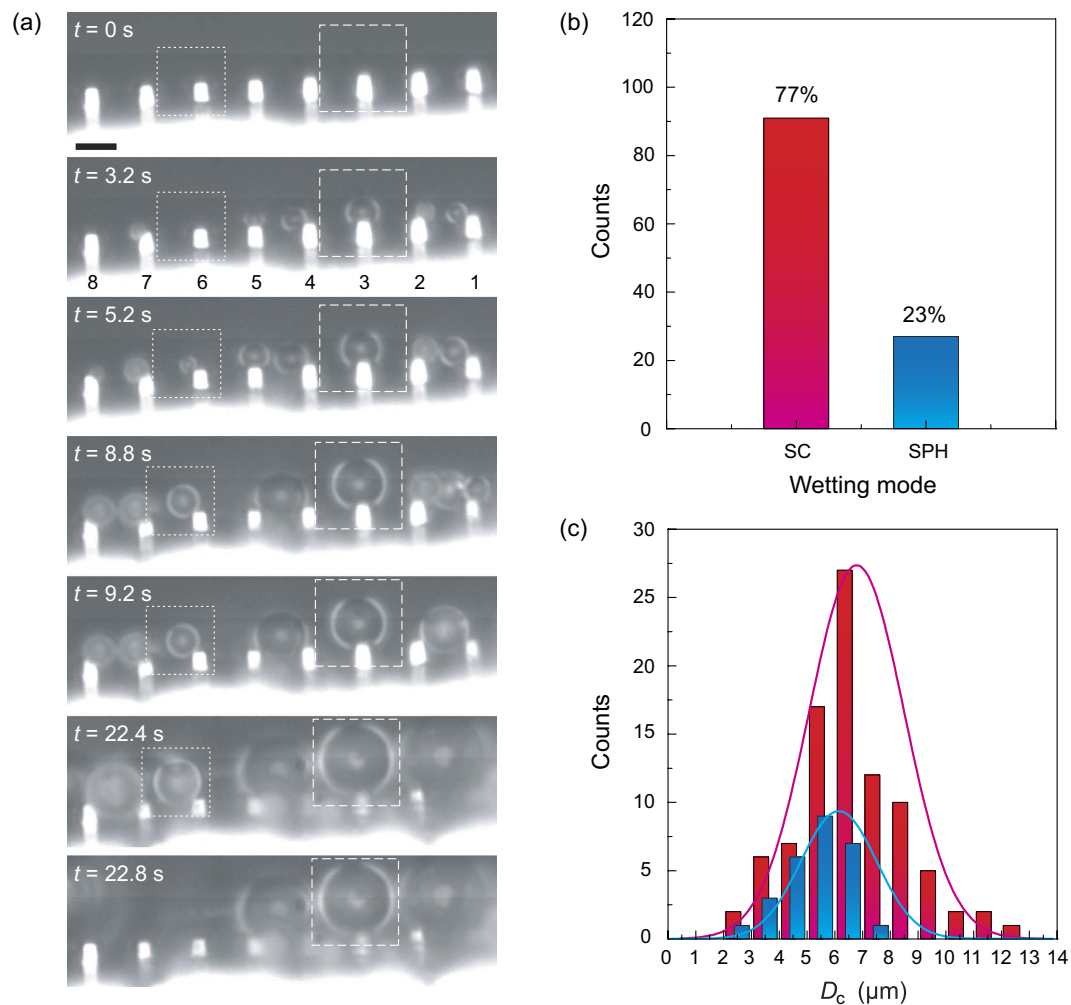 (a)
t = 0 s
t = 3.2 s
8 7 6 5 4 3 2 1
t = 5.2 s
t = 8.8 s
t = 9.2 s
t = 22.4 s
t = 22.8 s
(b)
120
100
80
60
40
20
0
Counts
77%
23%
SC SPH
Wetting mode
(c)
30
25
20
15
10
5
0
Counts
0 1 2 3 4 5 6 7 8 9 10 11 12 13 14
Dc (µm)